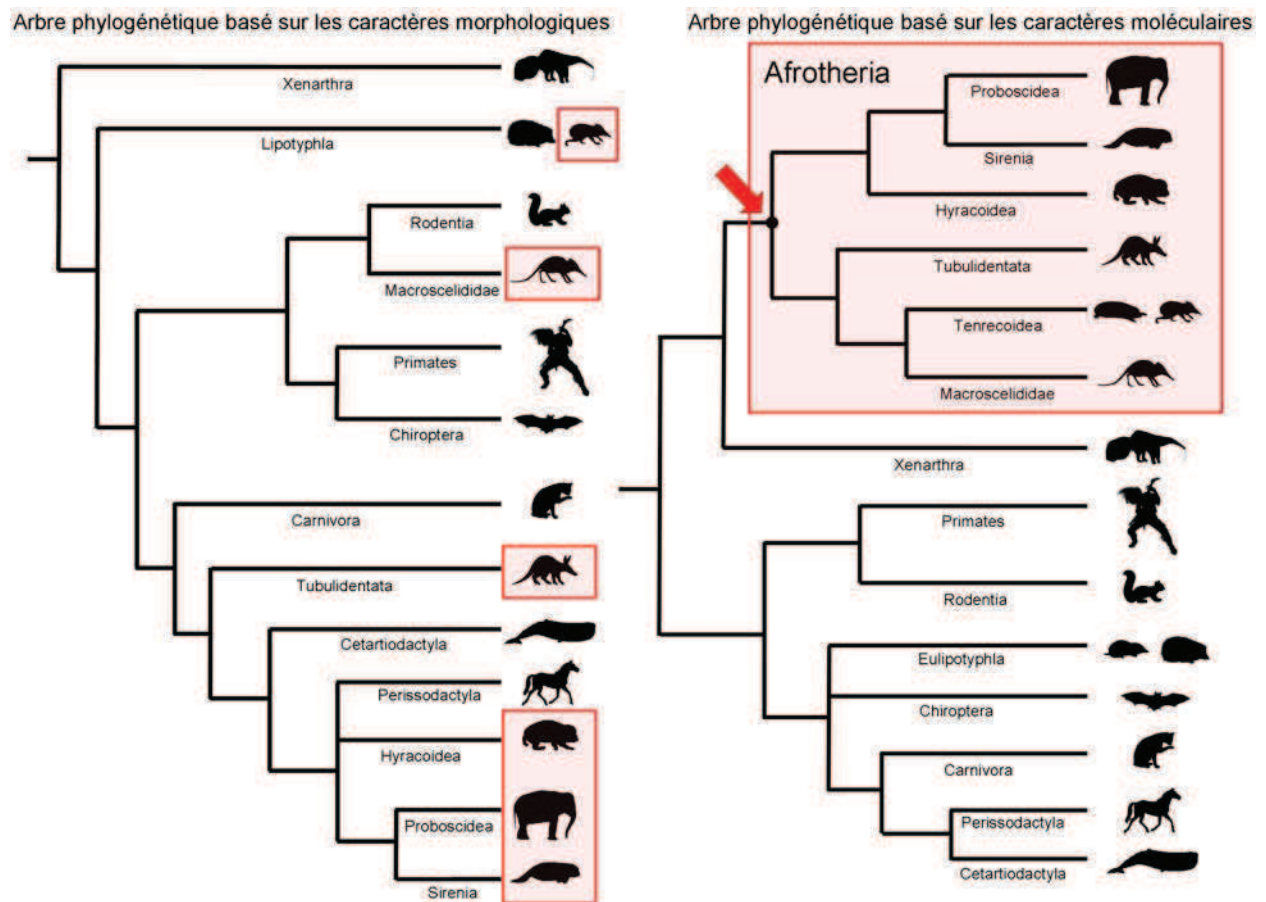 Arbre phylogénétique basé sur les caractères morphologiques
Xenarthra
Lipotyphla
Rodentia
Macroscelididae
Primates
Chiroptera
Carnivora
Tubulidentata
Cetartiodactyla
Perissodactyla
Hyracoidea
Proboscidea
Sirenia
Arbre phylogénétique basé sur les caractères moléculaires
Afrotheria
Proboscidea
Sirenia
Hyracoidea
Tubulidentata
Tenrecoidea
Macroscelididae
Xenarthra
Primates
Rodentia
Eulipotyphla
Chiroptera
Carnivora
Perissodactyla
Cetartiodactyla